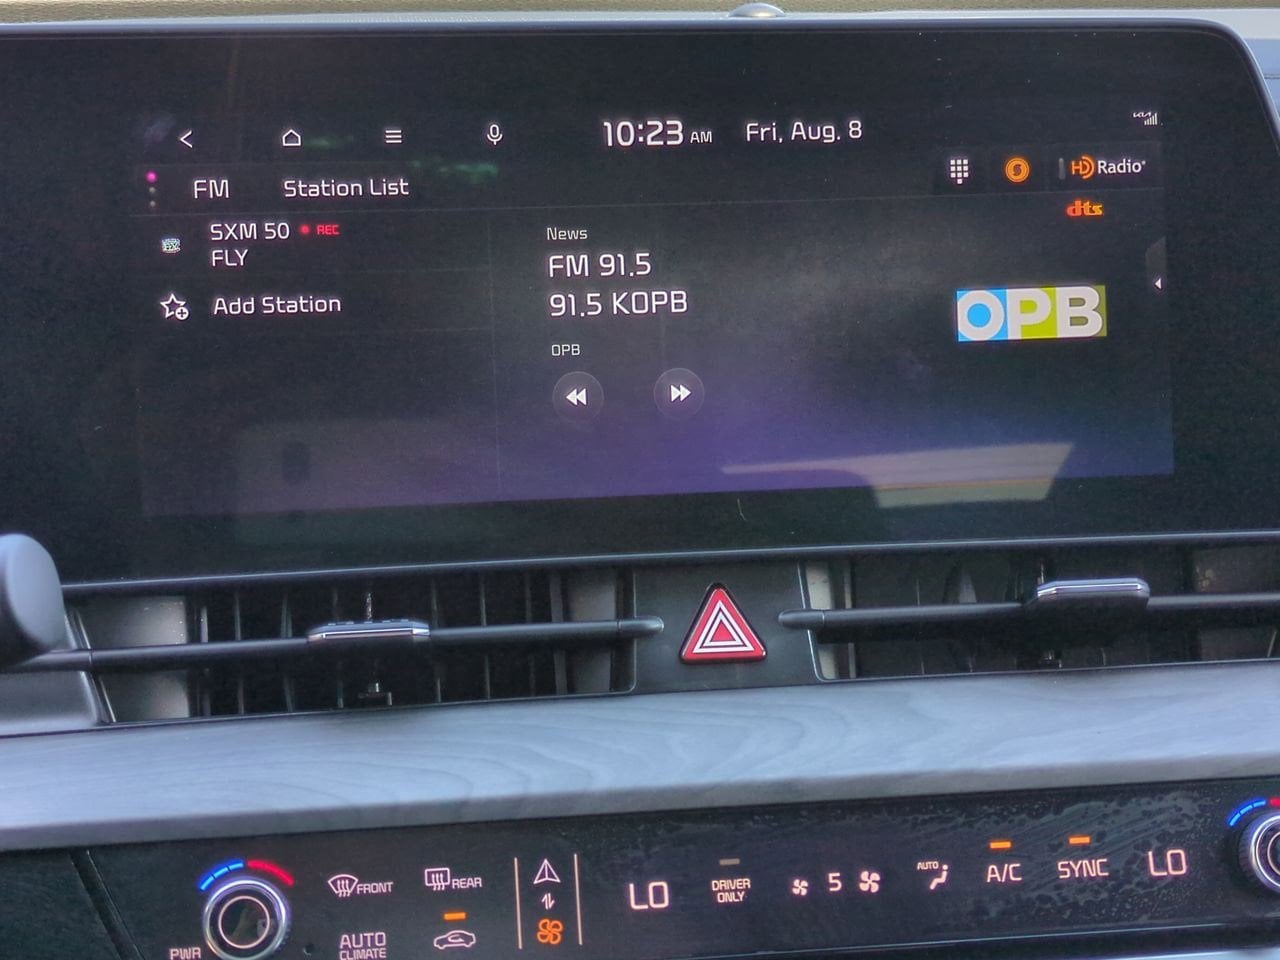 10:23 AM Fri, Aug. 8
FM Station List
HD Radio
dts
SXM 50 REC
FLY
Add Station
News
FM 91.5
91.5 KOPB
OPB
OPB
FRONT
REAR
LO
DRIVER
ONLY
5
AUTO
A/C
SYNC
LO
PWR
AUTO
CLIMATE